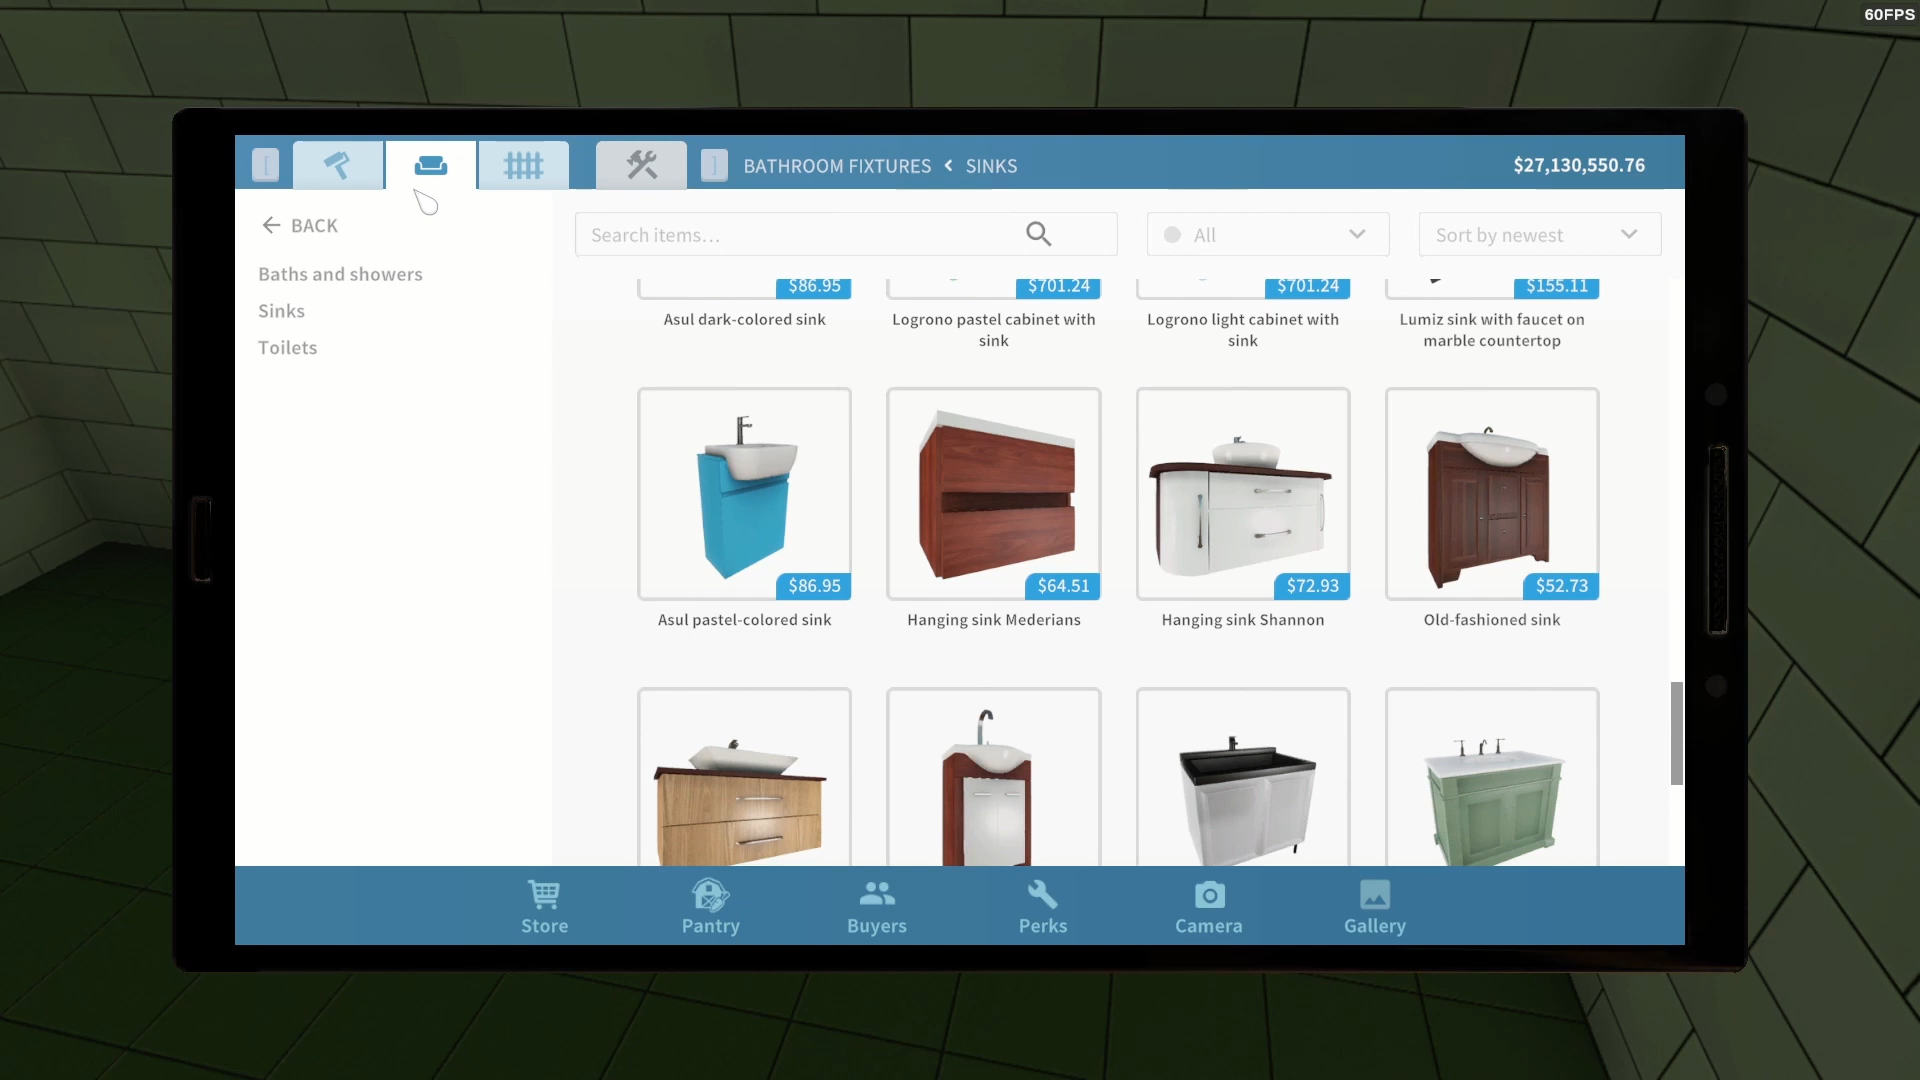 60FPS
[
]
BATHROOM FIXTURES < SINKS
$27,130,550.76
BACK
Search items...
All
Sort by newest
Baths and showers
Sinks
Toilets
$86.95
$701.24
$701.24
$155.11
Asul dark-colored sink
Logrono pastel cabinet with
sink
Logrono light cabinet with
sink
Lumiz sink with faucet on
marble countertop
$86.95
$64.51
$72.93
$52.73
Asul pastel-colored sink
Hanging sink Mederians
Hanging sink Shannon
Old-fashioned sink
Store
Pantry
Buyers
Perks
Camera
Gallery